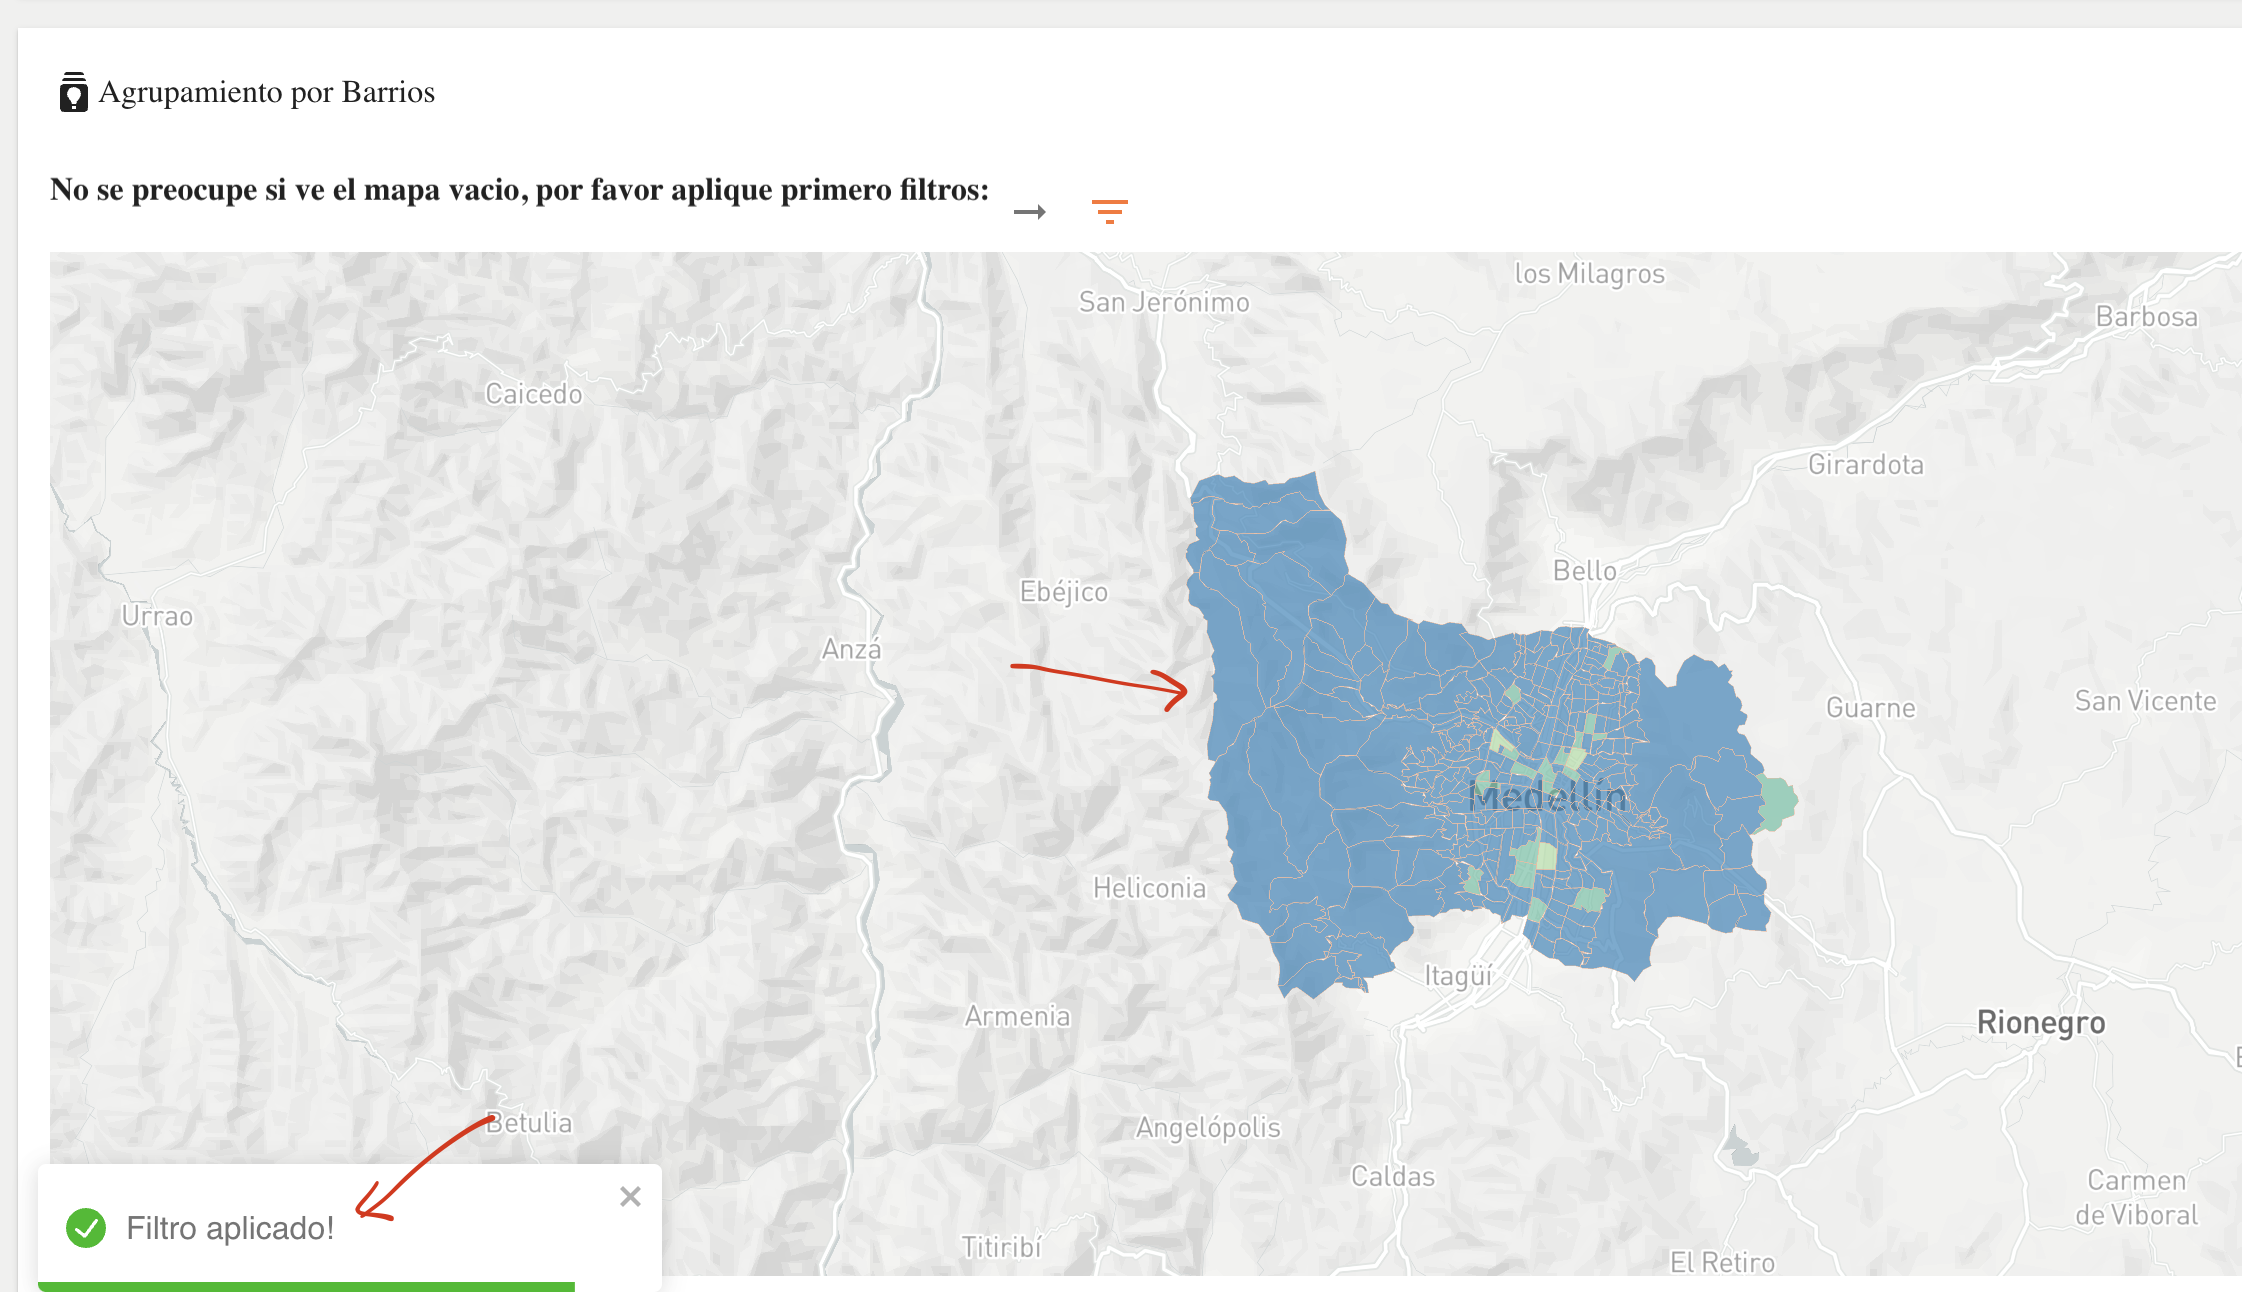 Agrupamiento por Barrios
No se preocupe si ve el mapa vacio, por favor aplique primero filtros:
los Milagros
San Jerónimo
Barbosa
Caicedo
Girardota
Bello
Ebéjico
Urrao
Anzá
San Vicente
Guarne
Medellín
Heliconia
Itagüí
Armenia
Rionegro
Betulia
Angelópolis
Caldas
Carmen
de Viboral
Filtro aplicado!
Titiribí
El Retiro